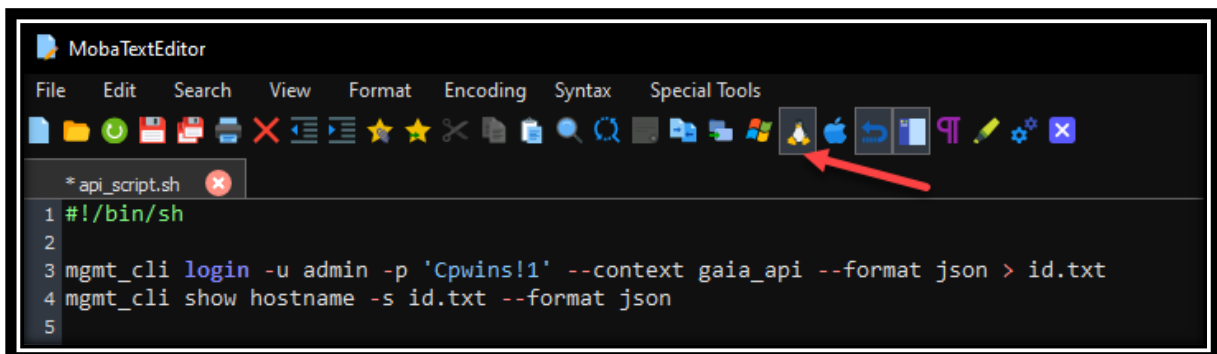 MobaTextEditor
File Edit Search View Format Encoding Syntax Special Tools
* api_script.sh
1 #!/bin/sh
2
3 mgmt_cli login -u admin -p 'Cpwins!1' --context gaia_api --format json > id.txt
4 mgmt_cli show hostname -s id.txt --format json
5